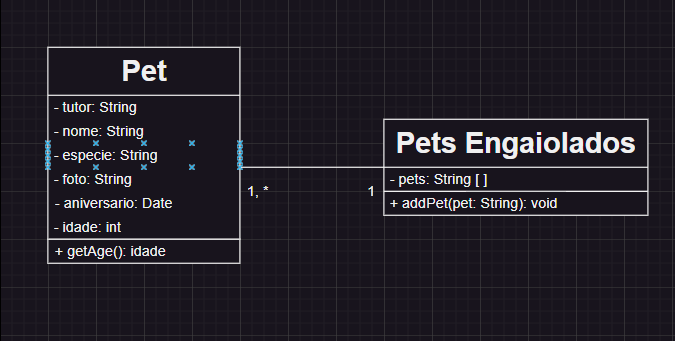 Pet
- tutor: String
- nome: String
- especie: String
- foto: String
- aniversario: Date
- idade: int
+ getAge(): idade
1, *
1
Pets Engaiolados
- pets: String [ ]
+ addPet(pet: String): void